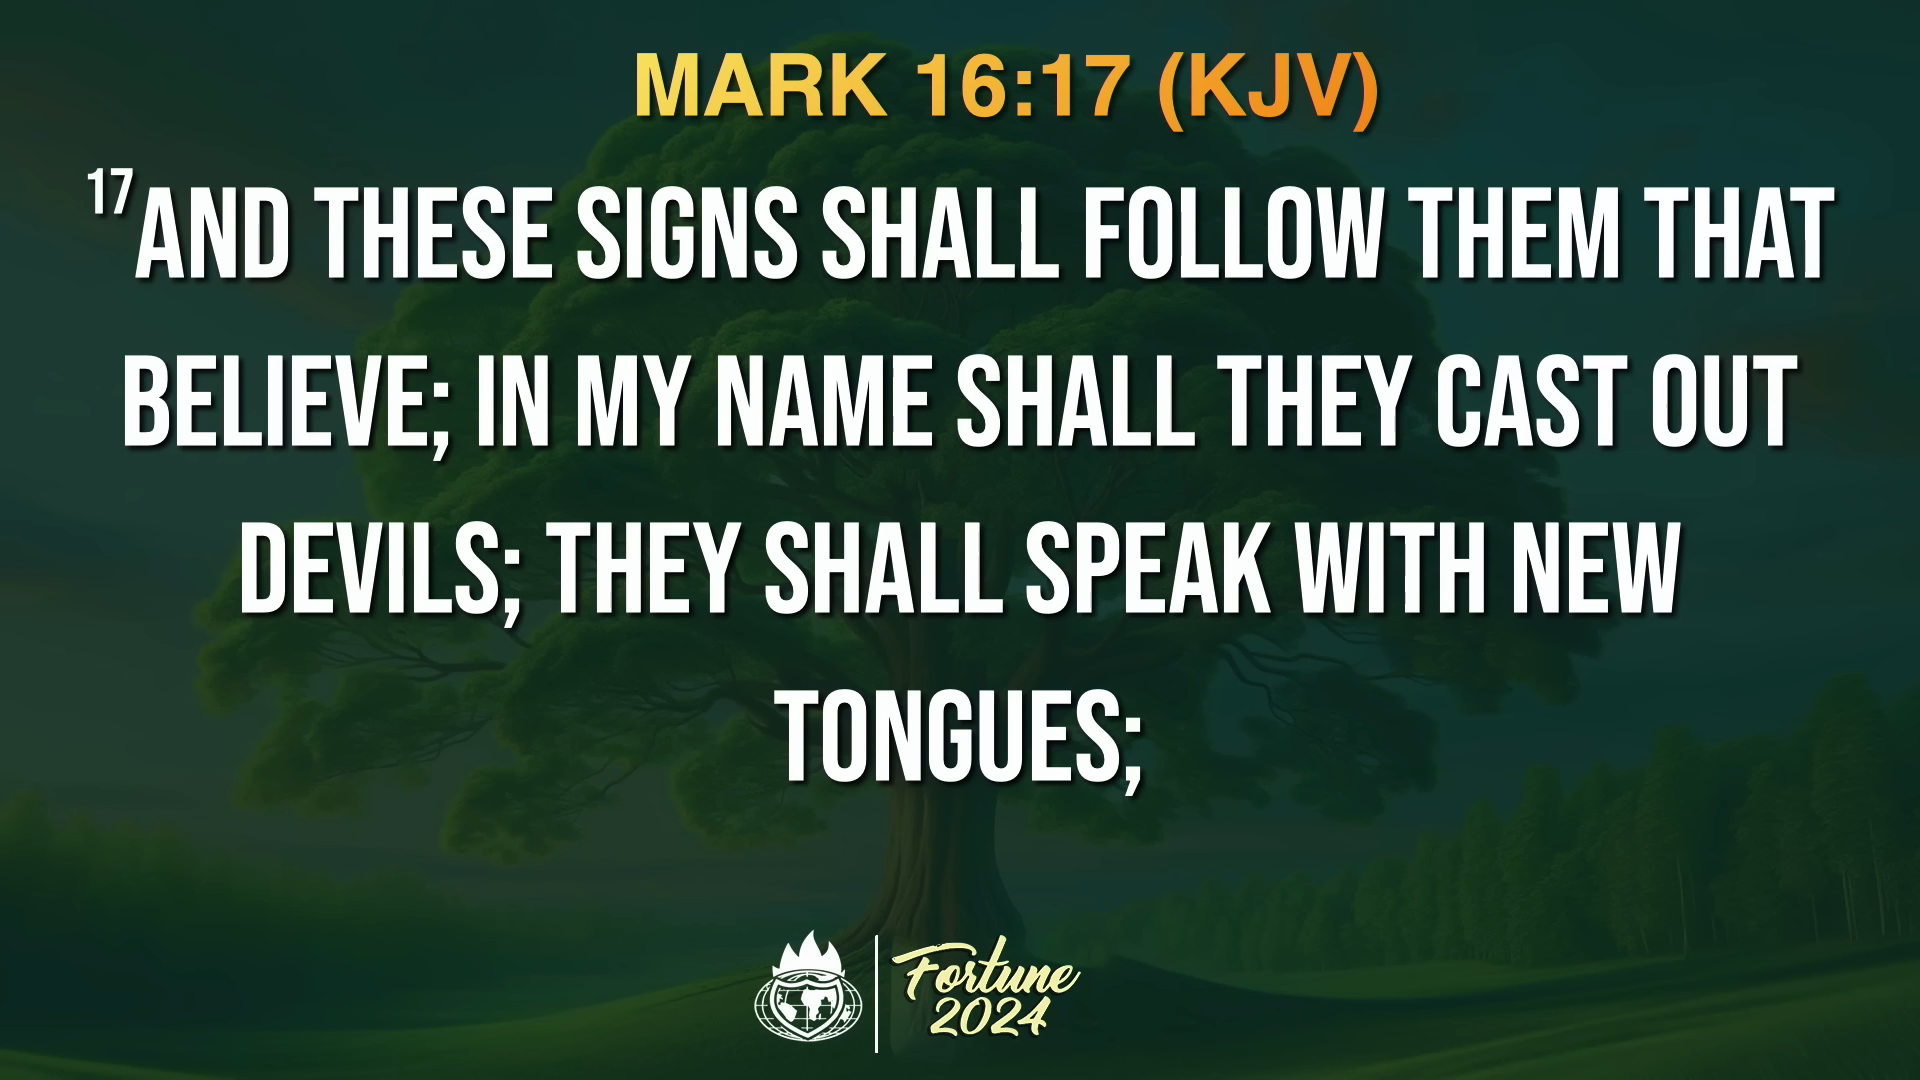 MARK 16:17 (KJV)
17AND THESE SIGNS SHALL FOLLOW THEM THAT
BELIEVE; IN MY NAME SHALL THEY CAST OUT
DEVILS; THEY SHALL SPEAK WITH NEW
TONGUES;
Fortune
2024